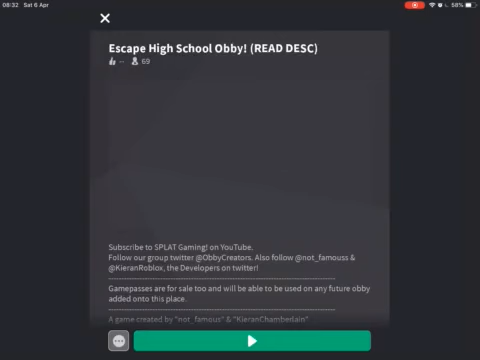 08:32 Sat 6 Apr 58%
Escape High School Obby! (READ DESC)
-- 69
Subscribe to SPLAT Gaming! on YouTube.
Follow our group twitter @ObbyCreators. Also follow @not_famouss &
@KieranRoblox, the Developers on twitter!
Gamepasses are for sale too and will be able to be used on any future obby
added onto this place.
A game created by "not_famous" & "KieranChamberlain"